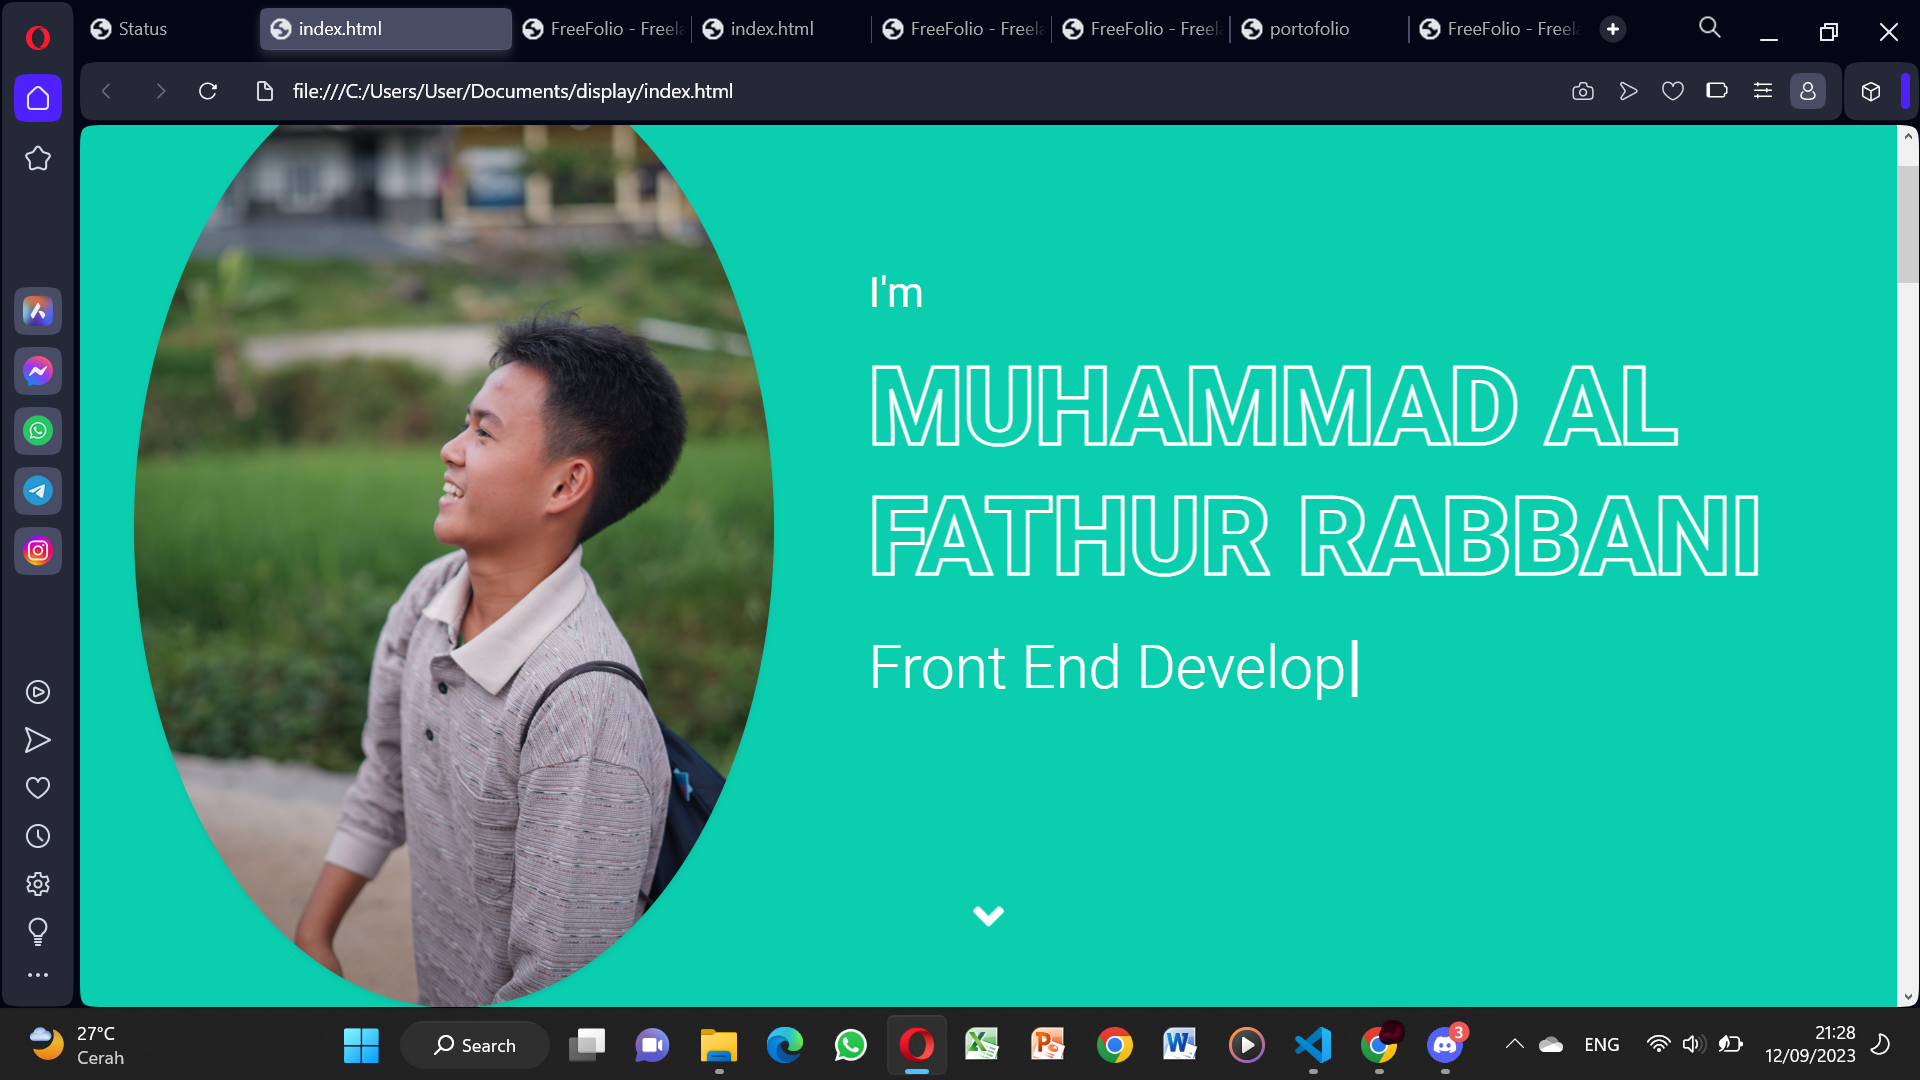 Status
index.html
FreeFolio - Freel
index.html
FreeFolio - Freel
FreeFolio - Freel
portofolio
FreeFolio - Freel
file:///C:/Users/User/Documents/display/index.html
I'm
MUHAMMAD AL
FATHUR RABBANI
Front End Develop
27°C
Cerah
Search
3
ENG
21:28
12/09/2023